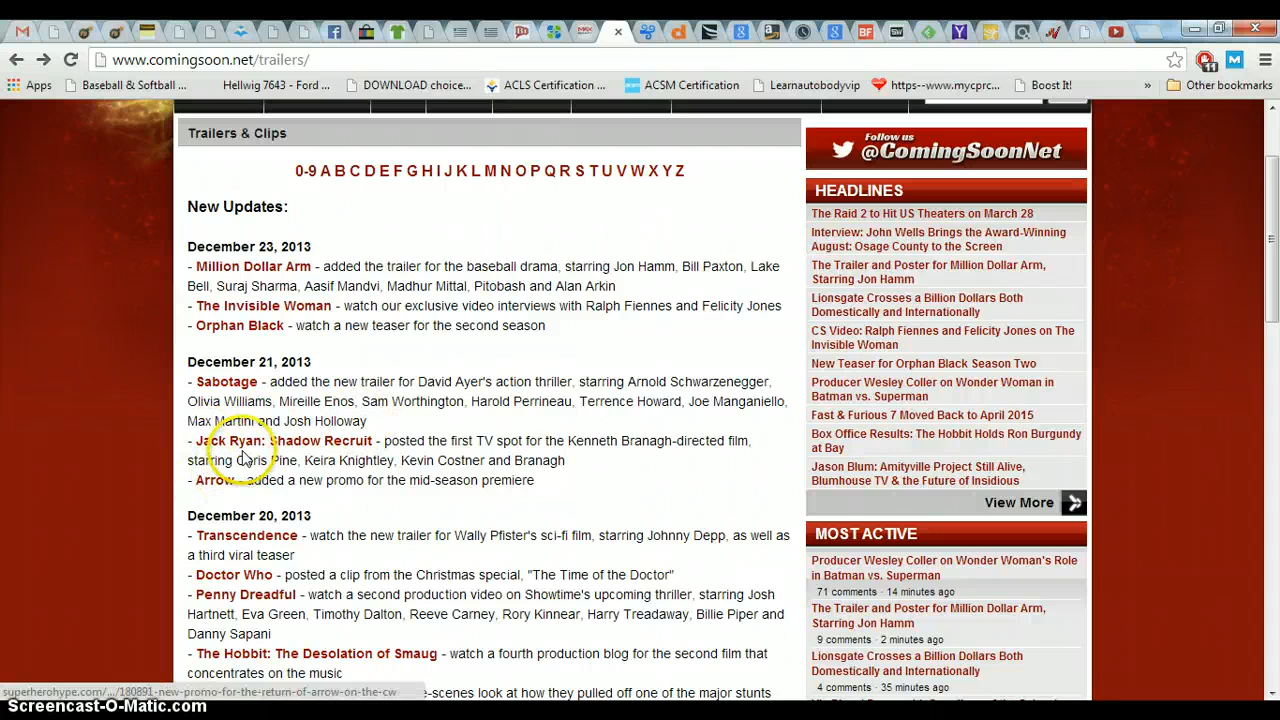 www.comingsoon.net/trailers/
Apps
Baseball & Softball ...
Hellwig 7643 - Ford ...
DOWNLOAD choice...
ACLS Certification ...
ACSM Certification
Learnautobodyvip
https--www.mycprc...
Boost It!
»
Other bookmarks
Trailers & Clips
0-9 A B C D E F G H I J K L M N O P Q R S T U V W X Y Z
New Updates:
December 23, 2013
- Million Dollar Arm - added the trailer for the baseball drama, starring Jon Hamm, Bill Paxton, Lake
Bell, Suraj Sharma, Aasif Mandvi, Madhur Mittal, Pitobash and Alan Arkin
- The Invisible Woman - watch our exclusive video interviews with Ralph Fiennes and Felicity Jones
- Orphan Black - watch a new teaser for the second season
December 21, 2013
- Sabotage - added the new trailer for David Ayer's action thriller, starring Arnold Schwarzenegger,
Olivia Williams, Mireille Enos, Sam Worthington, Harold Perrineau, Terrence Howard, Joe Manganiello,
Max Martini and Josh Holloway
- Jack Ryan: Shadow Recruit - posted the first TV spot for the Kenneth Branagh-directed film,
starring Chris Pine, Keira Knightley, Kevin Costner and Branagh
- Arrow - added a new promo for the mid-season premiere
December 20, 2013
- Transcendence - watch the new trailer for Wally Pfister's sci-fi film, starring Johnny Depp, as well as
a third viral teaser
- Doctor Who - posted a clip from the Christmas special, "The Time of the Doctor"
- Penny Dreadful - watch a second production video on Showtime's upcoming thriller, starring Josh
Hartnett, Eva Green, Timothy Dalton, Reeve Carney, Rory Kinnear, Harry Treadaway, Billie Piper and
Danny Sapani
- The Hobbit: The Desolation of Smaug - watch a fourth production blog for the second film that
concentrates on the music
e-scenes look at how they pulled off one of the major stunts
Follow us
@ComingSoonNet
HEADLINES
The Raid 2 to Hit US Theaters on March 28
Interview: John Wells Brings the Award-Winning
August: Osage County to the Screen
The Trailer and Poster for Million Dollar Arm,
Starring Jon Hamm
Lionsgate Crosses a Billion Dollars Both
Domestically and Internationally
CS Video: Ralph Fiennes and Felicity Jones on The
Invisible Woman
New Teaser for Orphan Black Season Two
Producer Wesley Coller on Wonder Woman in
Batman vs. Superman
Fast & Furious 7 Moved Back to April 2015
Box Office Results: The Hobbit Holds Ron Burgundy
at Bay
Jason Blum: Amityville Project Still Alive,
Blumhouse TV & the Future of Insidious
View More
MOST ACTIVE
Producer Wesley Coller on Wonder Woman's Role
in Batman vs. Superman
71 comments · 14 minutes ago
The Trailer and Poster for Million Dollar Arm,
Starring Jon Hamm
9 comments · 2 minutes ago
Lionsgate Crosses a Billion Dollars Both
Domestically and Internationally
4 comments · 35 minutes ago
superherohype.com/.../180891-new-promo-for-the-return-of-arrow-on-the-cw
Screencast-O-Matic.com